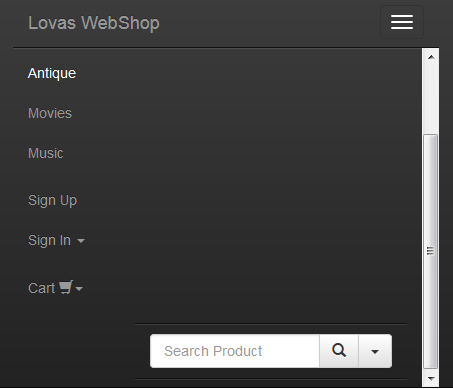 Lovas WebShop
Antique
Movies
Music
Sign Up
Sign In
Cart
Search Product